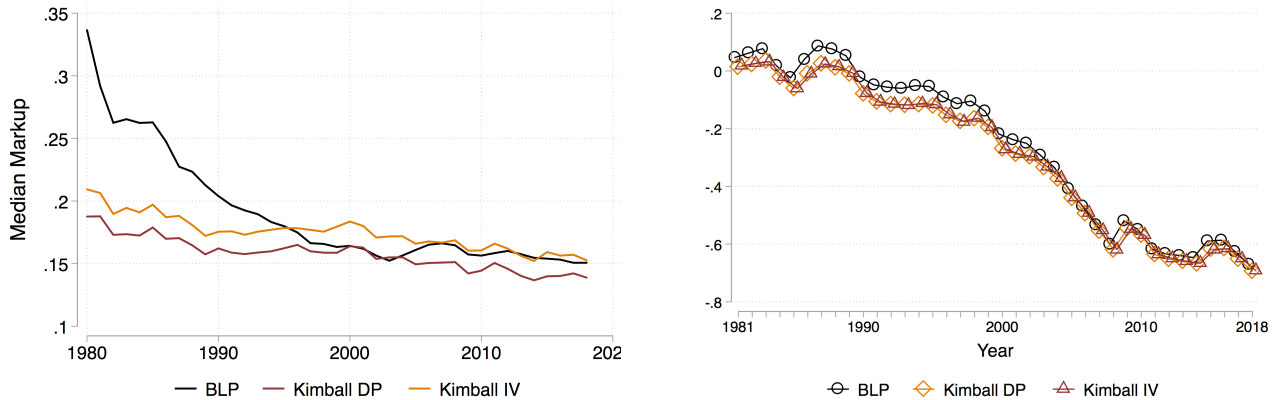 Median Markup
.35
.3
.25
.2
.15
.1
1980
1990
2000
2010
202
BLP
Kimball DP
Kimball IV
.2
0
-.2
-.4
-.6
-.8
1981
1990
2000
2010
2018
Year
BLP
Kimball DP
Kimball IV